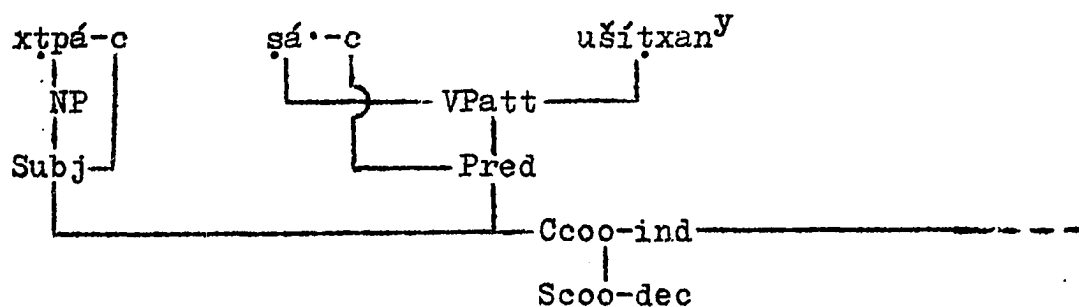 xṭpá-c ṣá·-c ušíṭxanʸ
NP VPatt
Subj Pred
Ccoo-ind
Scoo-dec